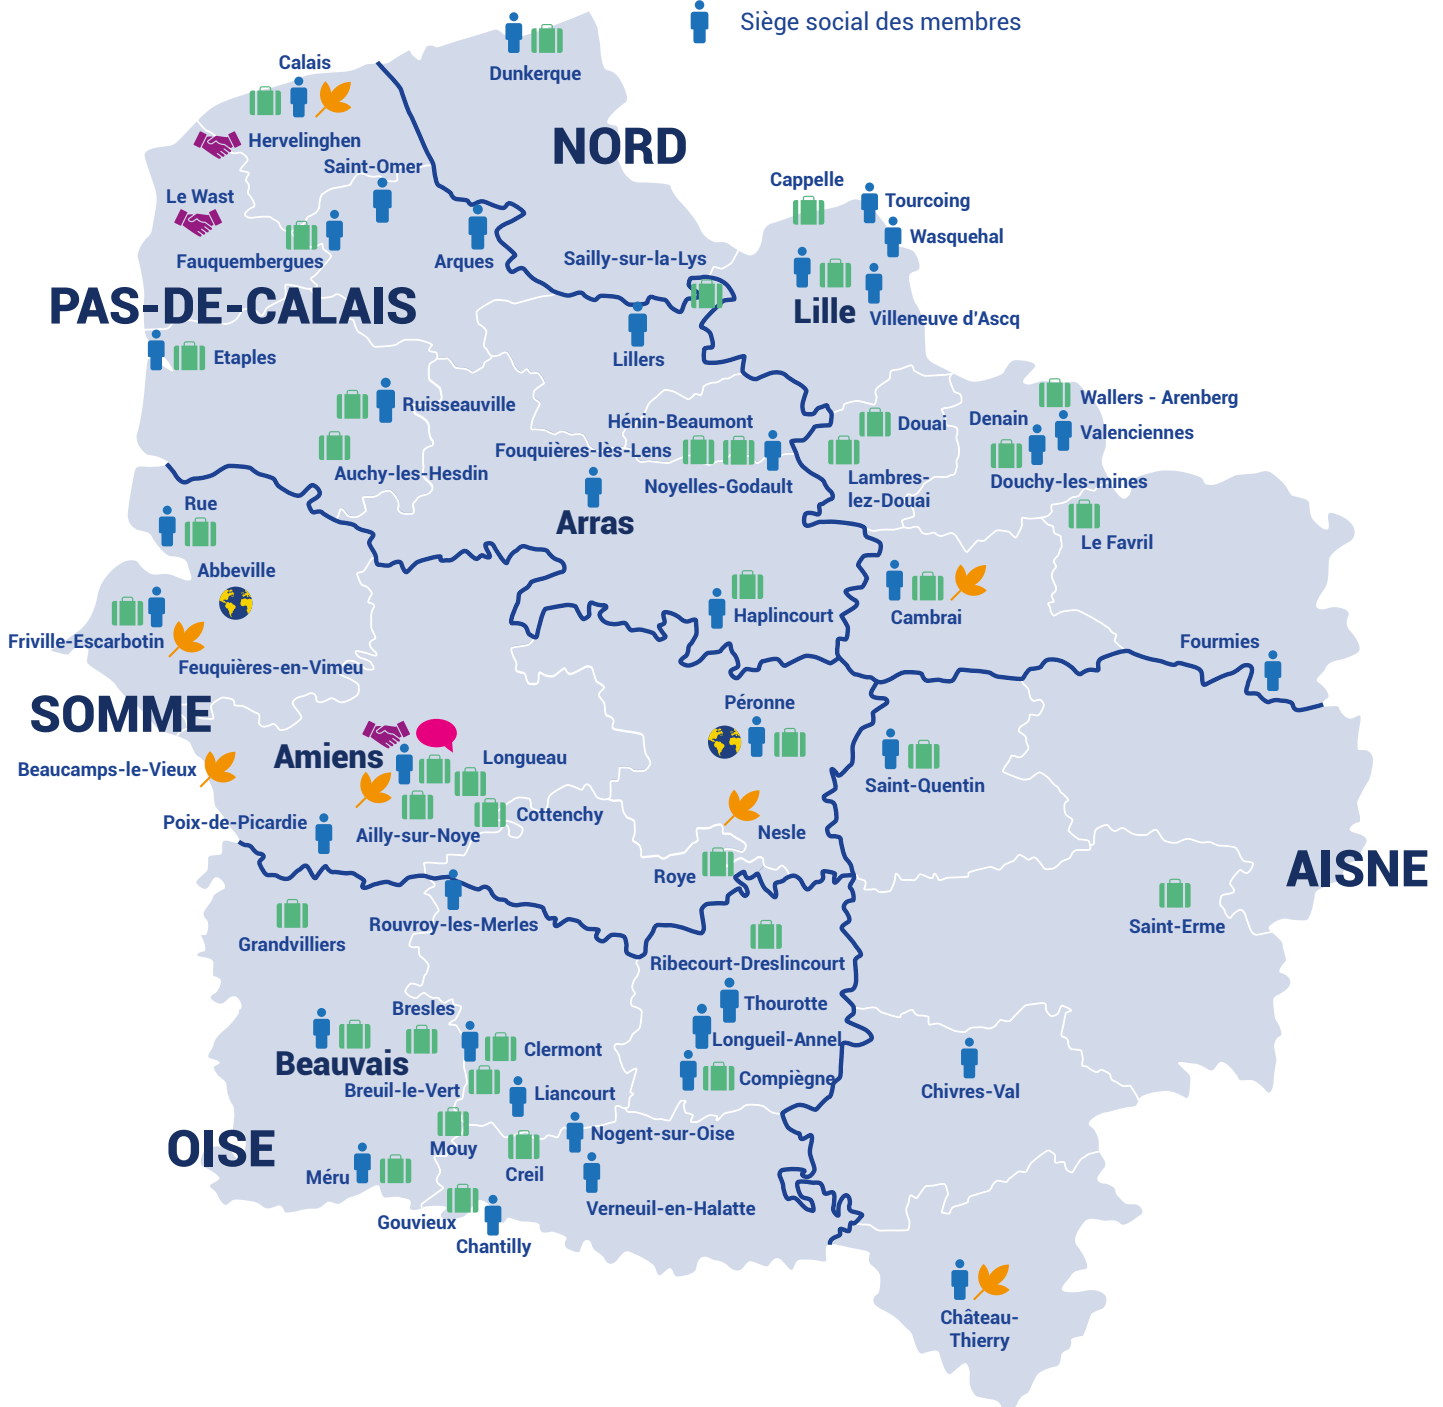 Siège social des membres
Dunkerque
Calais
NORD
Hervelinghen
Saint-Omer
Cappelle
Le Wast
Tourcoing
Wasquehal
Fauquembergues
Arques
Sailly-sur-la-Lys
PAS-DE-CALAIS
Lille
Villeneuve d'Ascq
Etaples
Lillers
Ruisseauville
Wallers - Arenberg
Hénin-Beaumont
Douai
Denain
Valenciennes
Fouquières-lès-Lens
Auchy-les-Hesdin
Noyelles-Godault
Lambres-
lez-Douai
Douchy-les-mines
Rue
Arras
Le Favril
Abbeville
Haplincourt
Cambrai
Friville-Escarbotin
Fourmies
Feuquières-en-Vimeu
SOMME
Péronne
Amiens
Longueau
Beaucamps-le-Vieux
Saint-Quentin
Poix-de-Picardie
Cottenchy
Ailly-sur-Noye
Nesle
Roye
AISNE
Grandvilliers
Rouvroy-les-Merles
Saint-Erme
Ribecourt-Dreslincourt
Bresles
Thourotte
Longueil-Annel
Clermont
Beauvais
Compiègne
Breuil-le-Vert
Liancourt
Chivres-Val
Nogent-sur-Oise
OISE
Mouy
Creil
Méru
Verneuil-en-Halatte
Gouvieux
Chantilly
Château-
Thierry